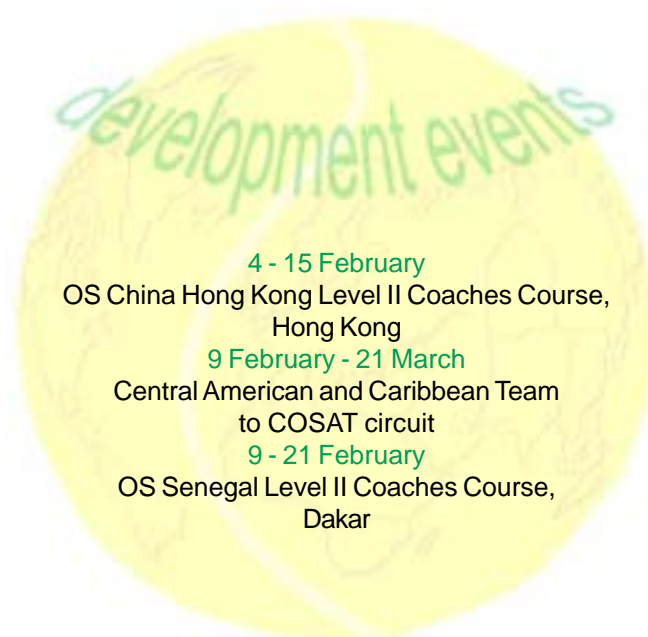 development events
4 - 15 February
OS China Hong Kong Level II Coaches Course,
Hong Kong
9 February - 21 March
Central American and Caribbean Team
to COSAT circuit
9 - 21 February
OS Senegal Level II Coaches Course,
Dakar